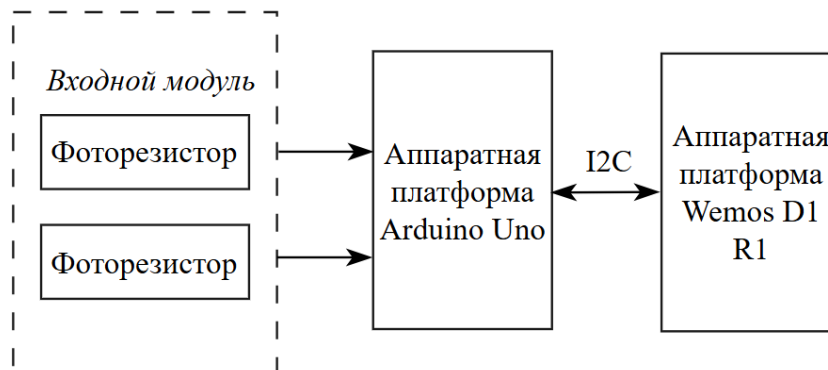 Входной модуль
Фоторезистор
Фоторезистор
Аппаратная
платформа
Arduino Uno
I2C
Аппаратная
платформа
Wemos D1
R1